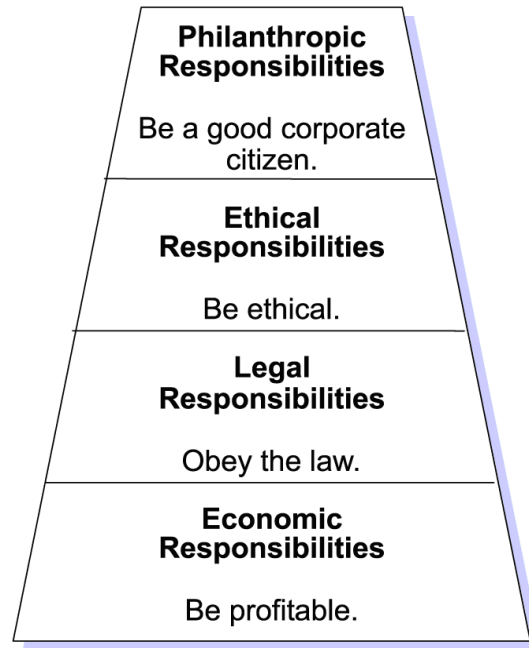 Philanthropic
Responsibilities
Be a good corporate
citizen.
Ethical
Responsibilities
Be ethical.
Legal
Responsibilities
Obey the law.
Economic
Responsibilities
Be profitable.